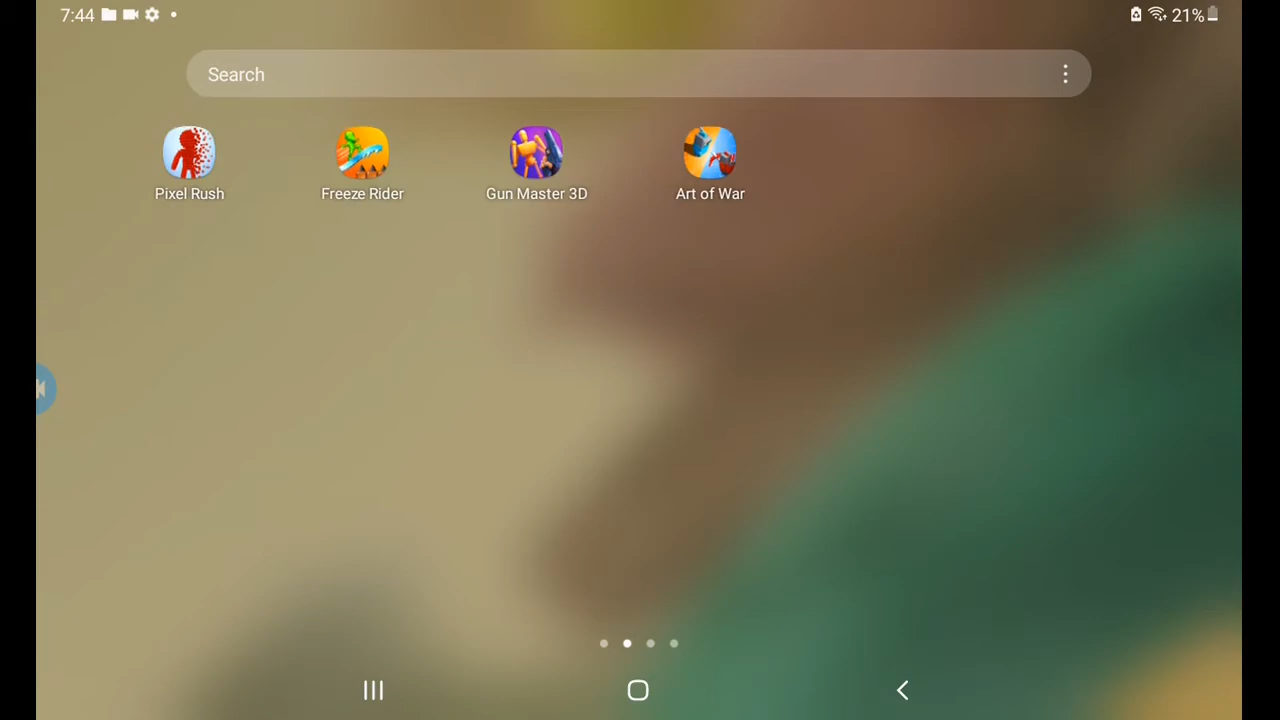 7:44
21%
Search
Pixel Rush
Freeze Rider
Gun Master 3D
Art of War